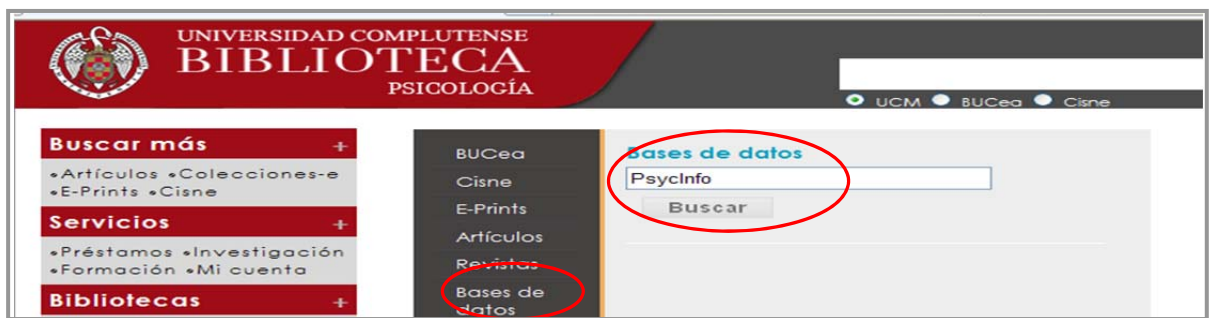 UNIVERSIDAD COMPLUTENSE
BIBLIOTECA
PSICOLOGÍA
UCM BUCea Cisne
Buscar más +
•Artículos •Colecciones-e
•E-Prints •Cisne
Servicios +
•Préstamos •Investigación
•Formación •Mi cuenta
Bibliotecas +
BUCea
Cisne
E-Prints
Artículos
Revistas
Bases de
datos
Bases de datos
PsycInfo
Buscar